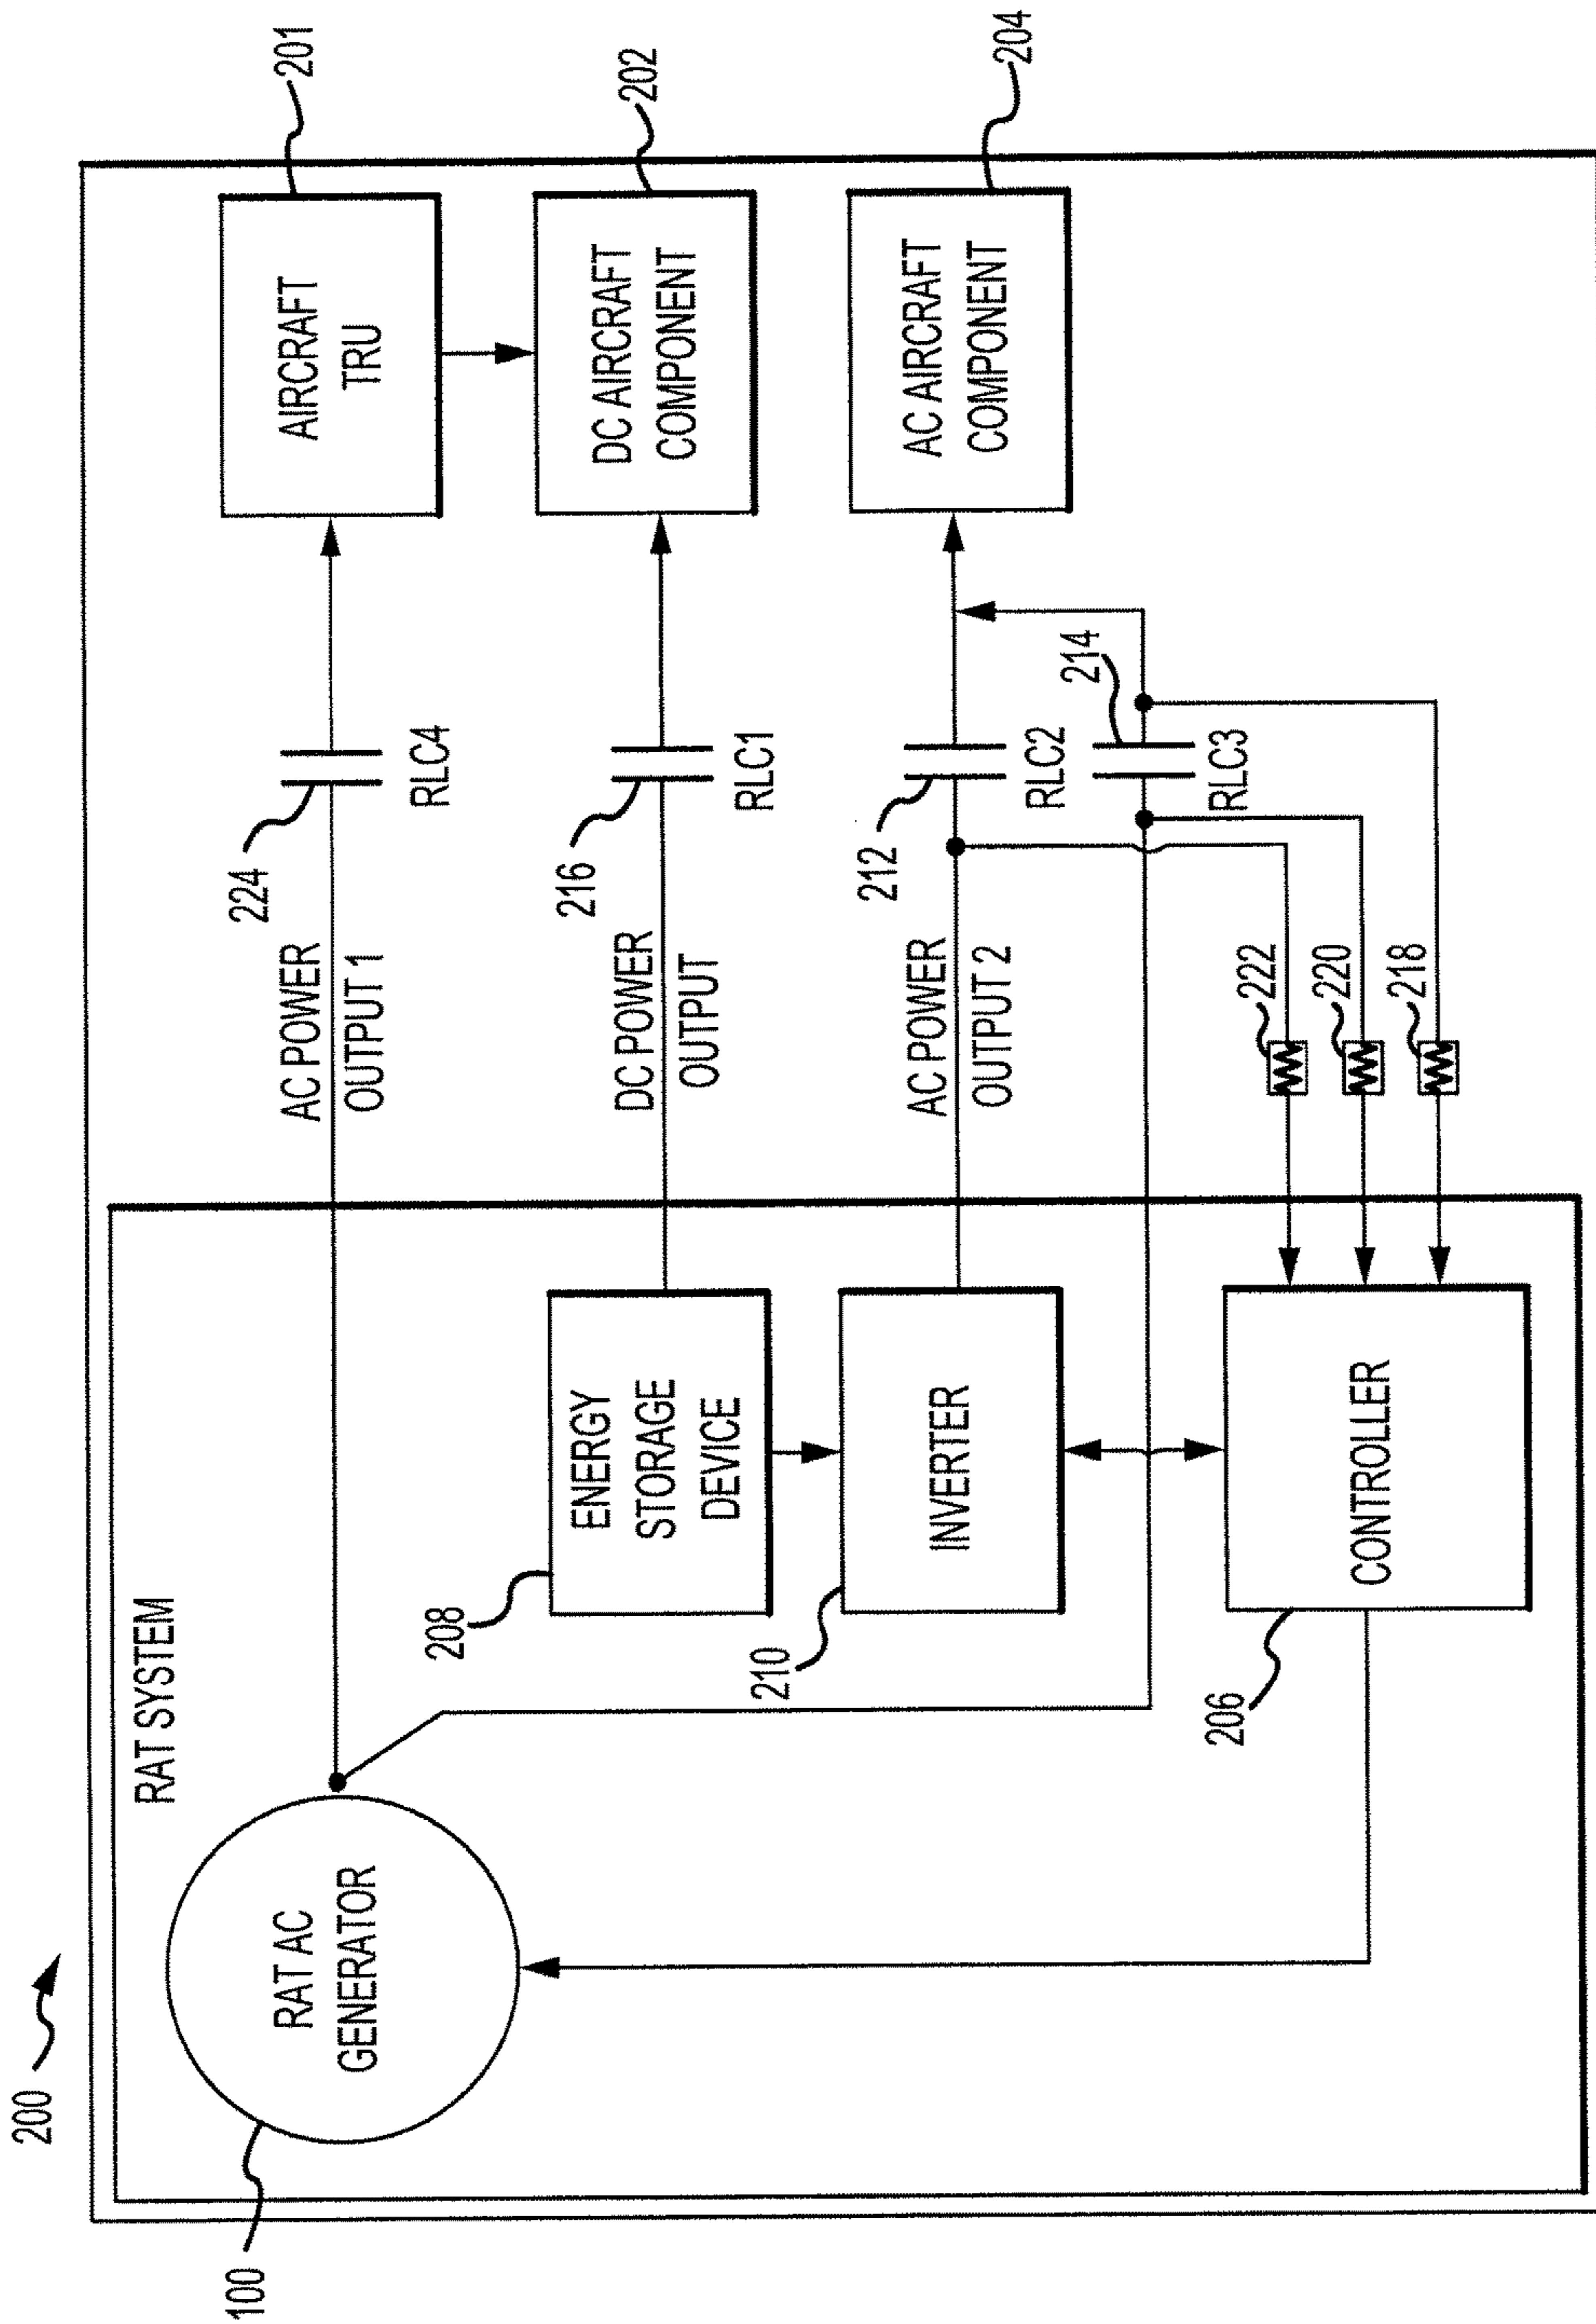 200
RAT SYSTEM
100
RAT AC
GENERATOR
208
ENERGY
STORAGE
DEVICE
210
INVERTER
206
CONTROLLER
AC POWER
OUTPUT 1
224
RLC4
DC POWER
OUTPUT
216
RLC1
AC POWER
OUTPUT 2
212
RLC2
214
RLC3
222
220
218
AIRCRAFT
TRU
201
DC AIRCRAFT
COMPONENT
202
AC AIRCRAFT
COMPONENT
204